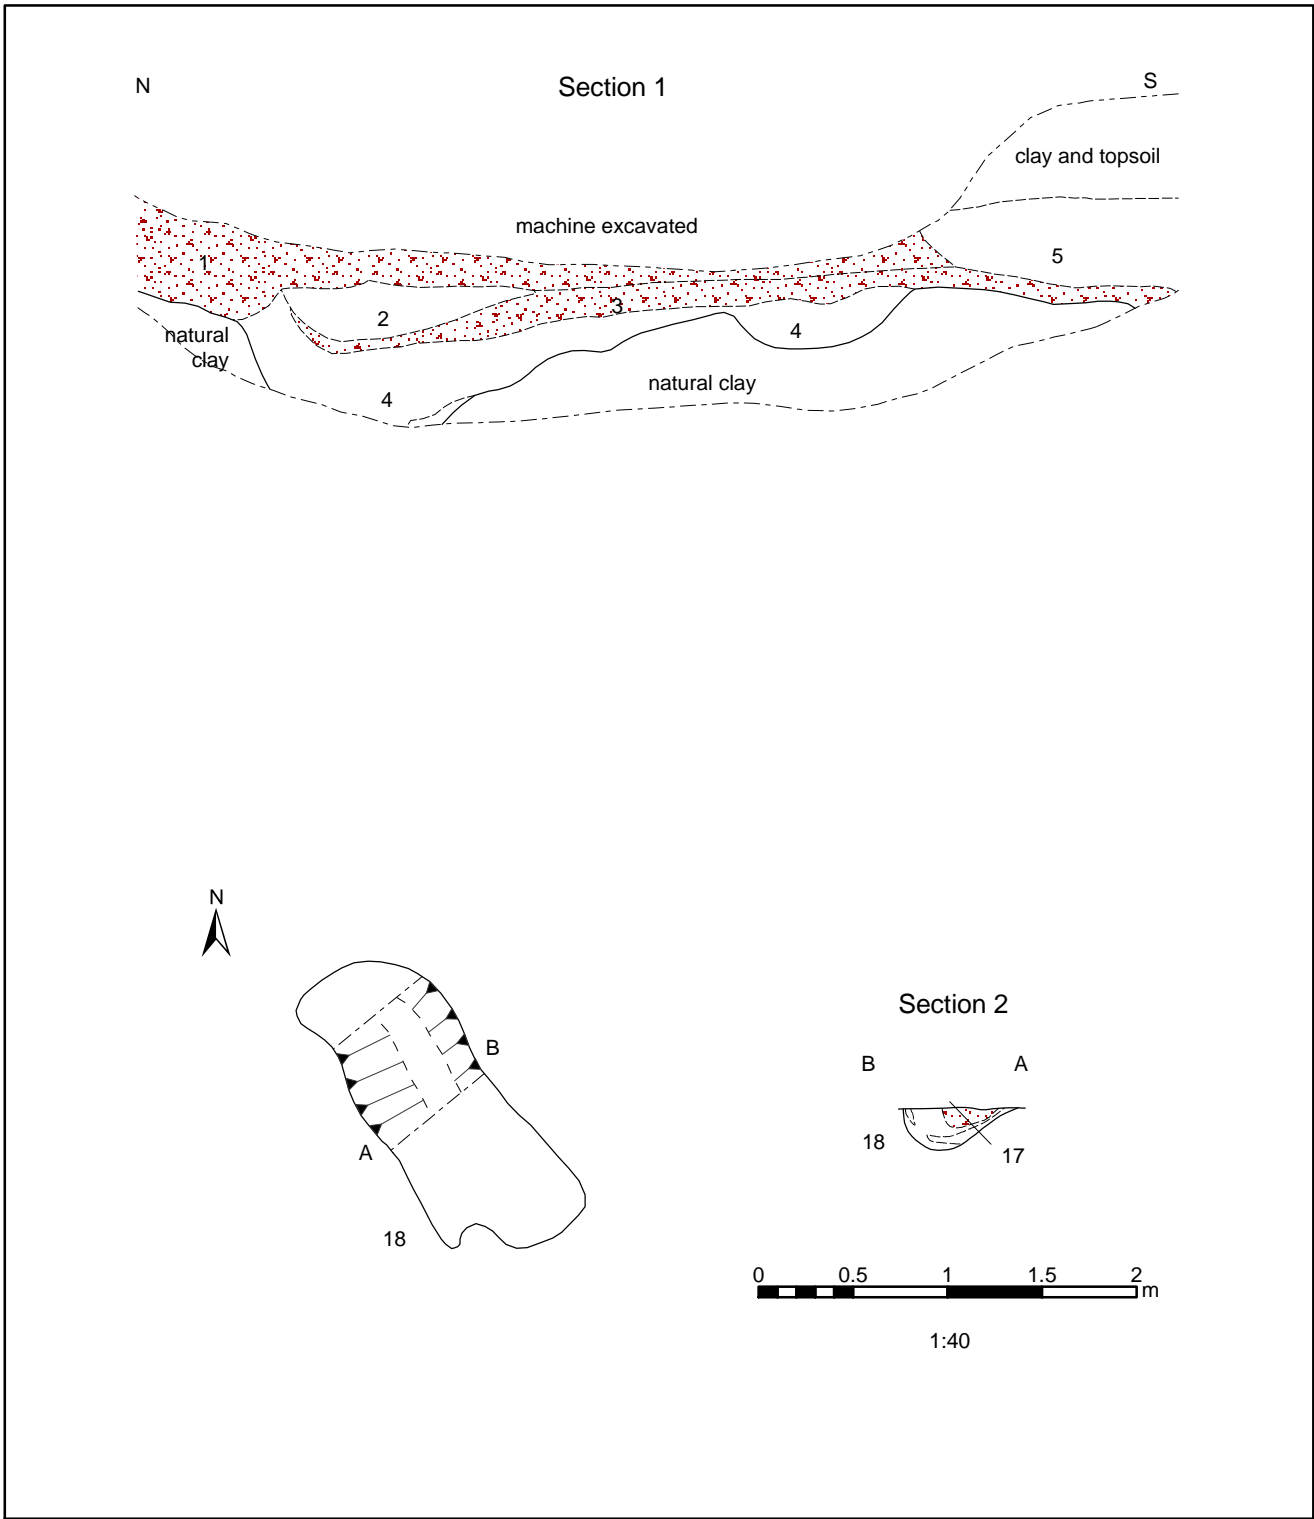 N
Section 1
S
clay and topsoil
machine excavated
5
1
3
2
4
natural
clay
natural clay
4
N
Section 2
B
B
A
A
18
17
18
0 0.5 1 1.5 2
m
1:40